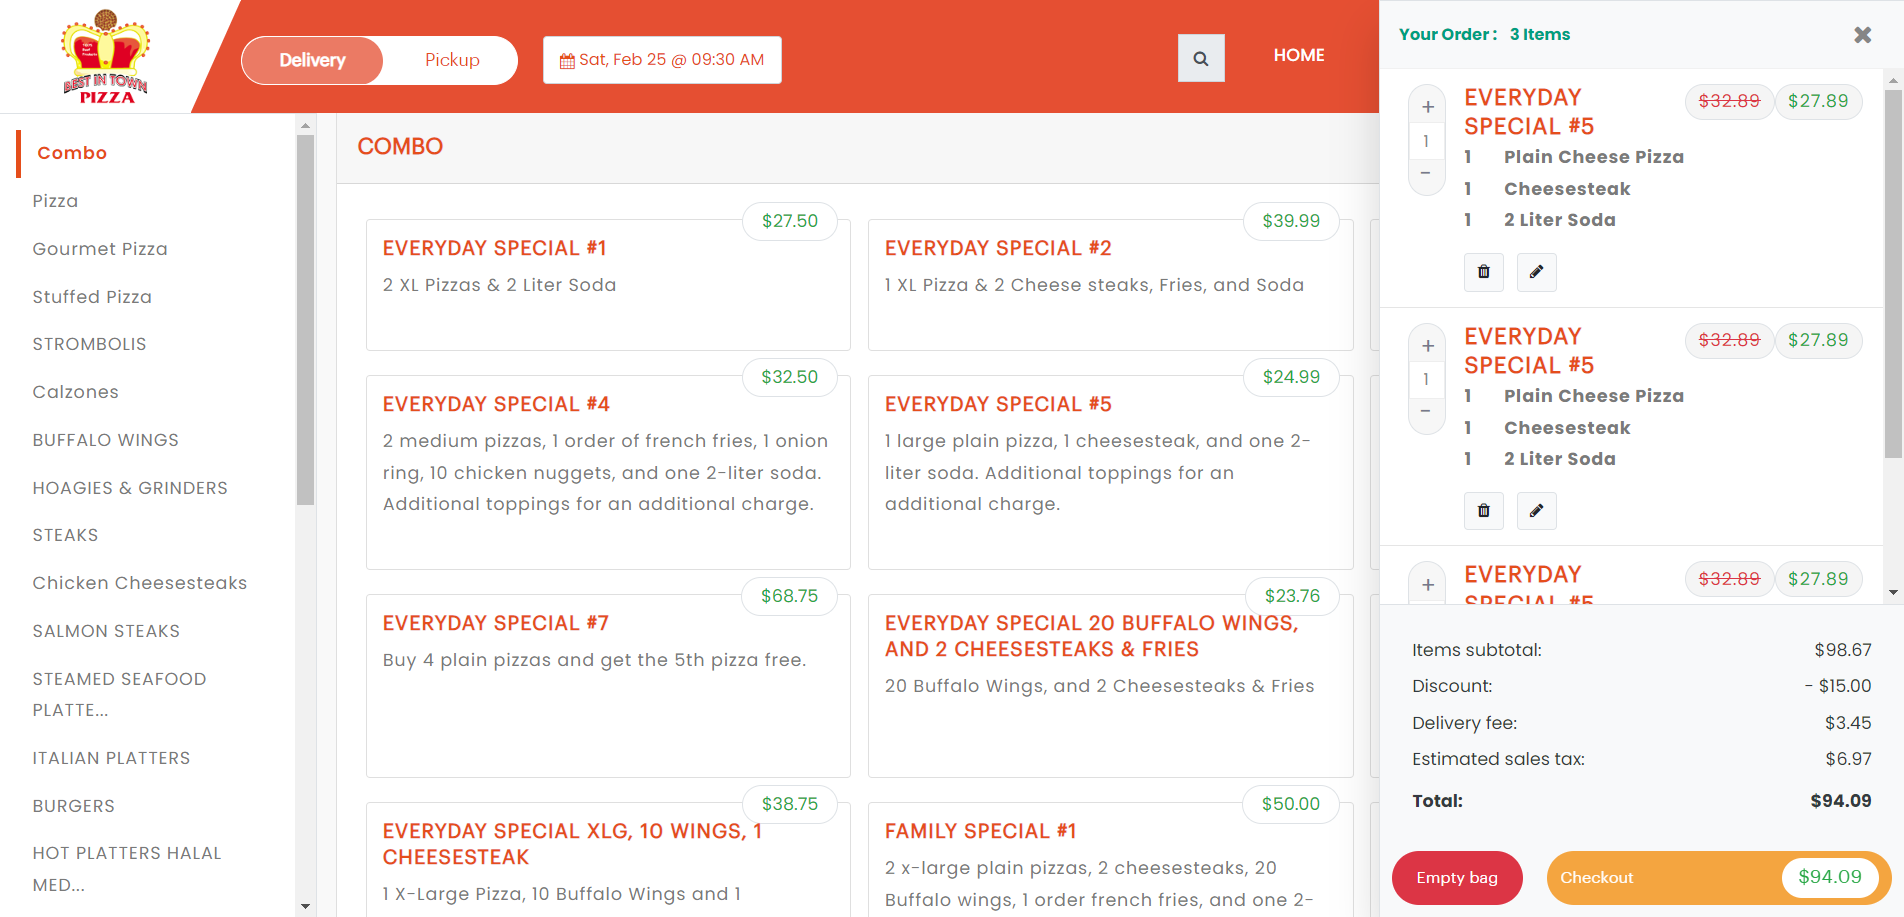 BEST IN TOWN
PIZZA
Delivery
Pickup
Sat, Feb 25 @ 09:30 AM
HOME
Combo
Pizza
Gourmet Pizza
Stuffed Pizza
STROMBOLIS
Calzones
BUFFALO WINGS
HOAGIES & GRINDERS
STEAKS
Chicken Cheesesteaks
SALMON STEAKS
STEAMED SEAFOOD
PLATTE...
ITALIAN PLATTERS
BURGERS
HOT PLATTERS HALAL
MED...
COMBO
$27.50
EVERYDAY SPECIAL #1
2 XL Pizzas & 2 Liter Soda
$39.99
EVERYDAY SPECIAL #2
1 XL Pizza & 2 Cheese steaks, Fries, and Soda
$32.50
EVERYDAY SPECIAL #4
2 medium pizzas, 1 order of french fries, 1 onion
ring, 10 chicken nuggets, and one 2-liter soda.
Additional toppings for an additional charge.
$24.99
EVERYDAY SPECIAL #5
1 large plain pizza, 1 cheesesteak, and one 2-
liter soda. Additional toppings for an
additional charge.
$68.75
EVERYDAY SPECIAL #7
Buy 4 plain pizzas and get the 5th pizza free.
$23.76
EVERYDAY SPECIAL 20 BUFFALO WINGS,
AND 2 CHEESESTEAKS & FRIES
20 Buffalo Wings, and 2 Cheesesteaks & Fries
$38.75
EVERYDAY SPECIAL XLG, 10 WINGS, 1
CHEESESTEAK
1 X-Large Pizza, 10 Buffalo Wings and 1
$50.00
FAMILY SPECIAL #1
2 x-large plain pizzas, 2 cheesesteaks, 20
Buffalo wings, 1 order french fries, and one 2-
Your Order : 3 Items
+
1
-
EVERYDAY
SPECIAL #5
$32.89 $27.89
1 Plain Cheese Pizza
1 Cheesesteak
1 2 Liter Soda
+
1
-
EVERYDAY
SPECIAL #5
$32.89 $27.89
1 Plain Cheese Pizza
1 Cheesesteak
1 2 Liter Soda
+
EVERYDAY
SPECIAL #5
$32.89 $27.89
Items subtotal: $98.67
Discount: - $15.00
Delivery fee: $3.45
Estimated sales tax: $6.97
Total: $94.09
Empty bag
Checkout $94.09